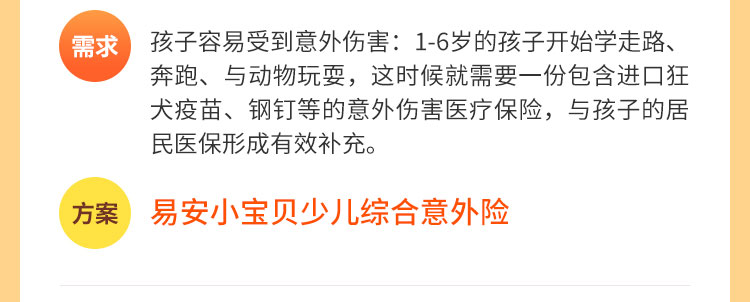 需求
孩子容易受到意外伤害：1-6岁的孩子开始学走路、
奔跑、与动物玩耍，这时候就需要一份包含进口狂
犬疫苗、钢钉等的意外伤害医疗保险，与孩子的居
民医保形成有效补充。
方案
易安小宝贝少儿综合意外险